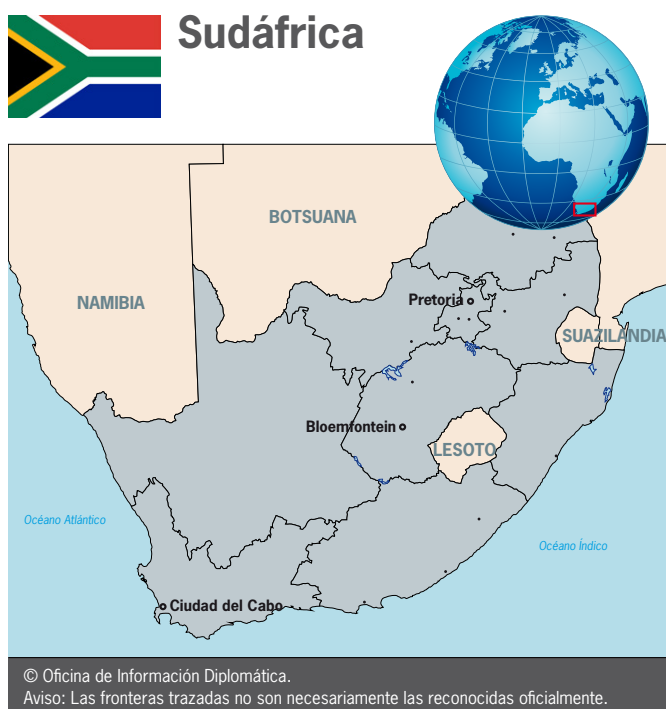 Sudáfrica
BOTSUANA
NAMIBIA
Pretoria
SUAZILANDIA
Bloemfontein
LESOTO
Océano Atlántico
Océano Índico
Ciudad del Cabo
© Oficina de Información Diplomática.
Aviso: Las fronteras trazadas no son necesariamente las reconocidas oficialmente.